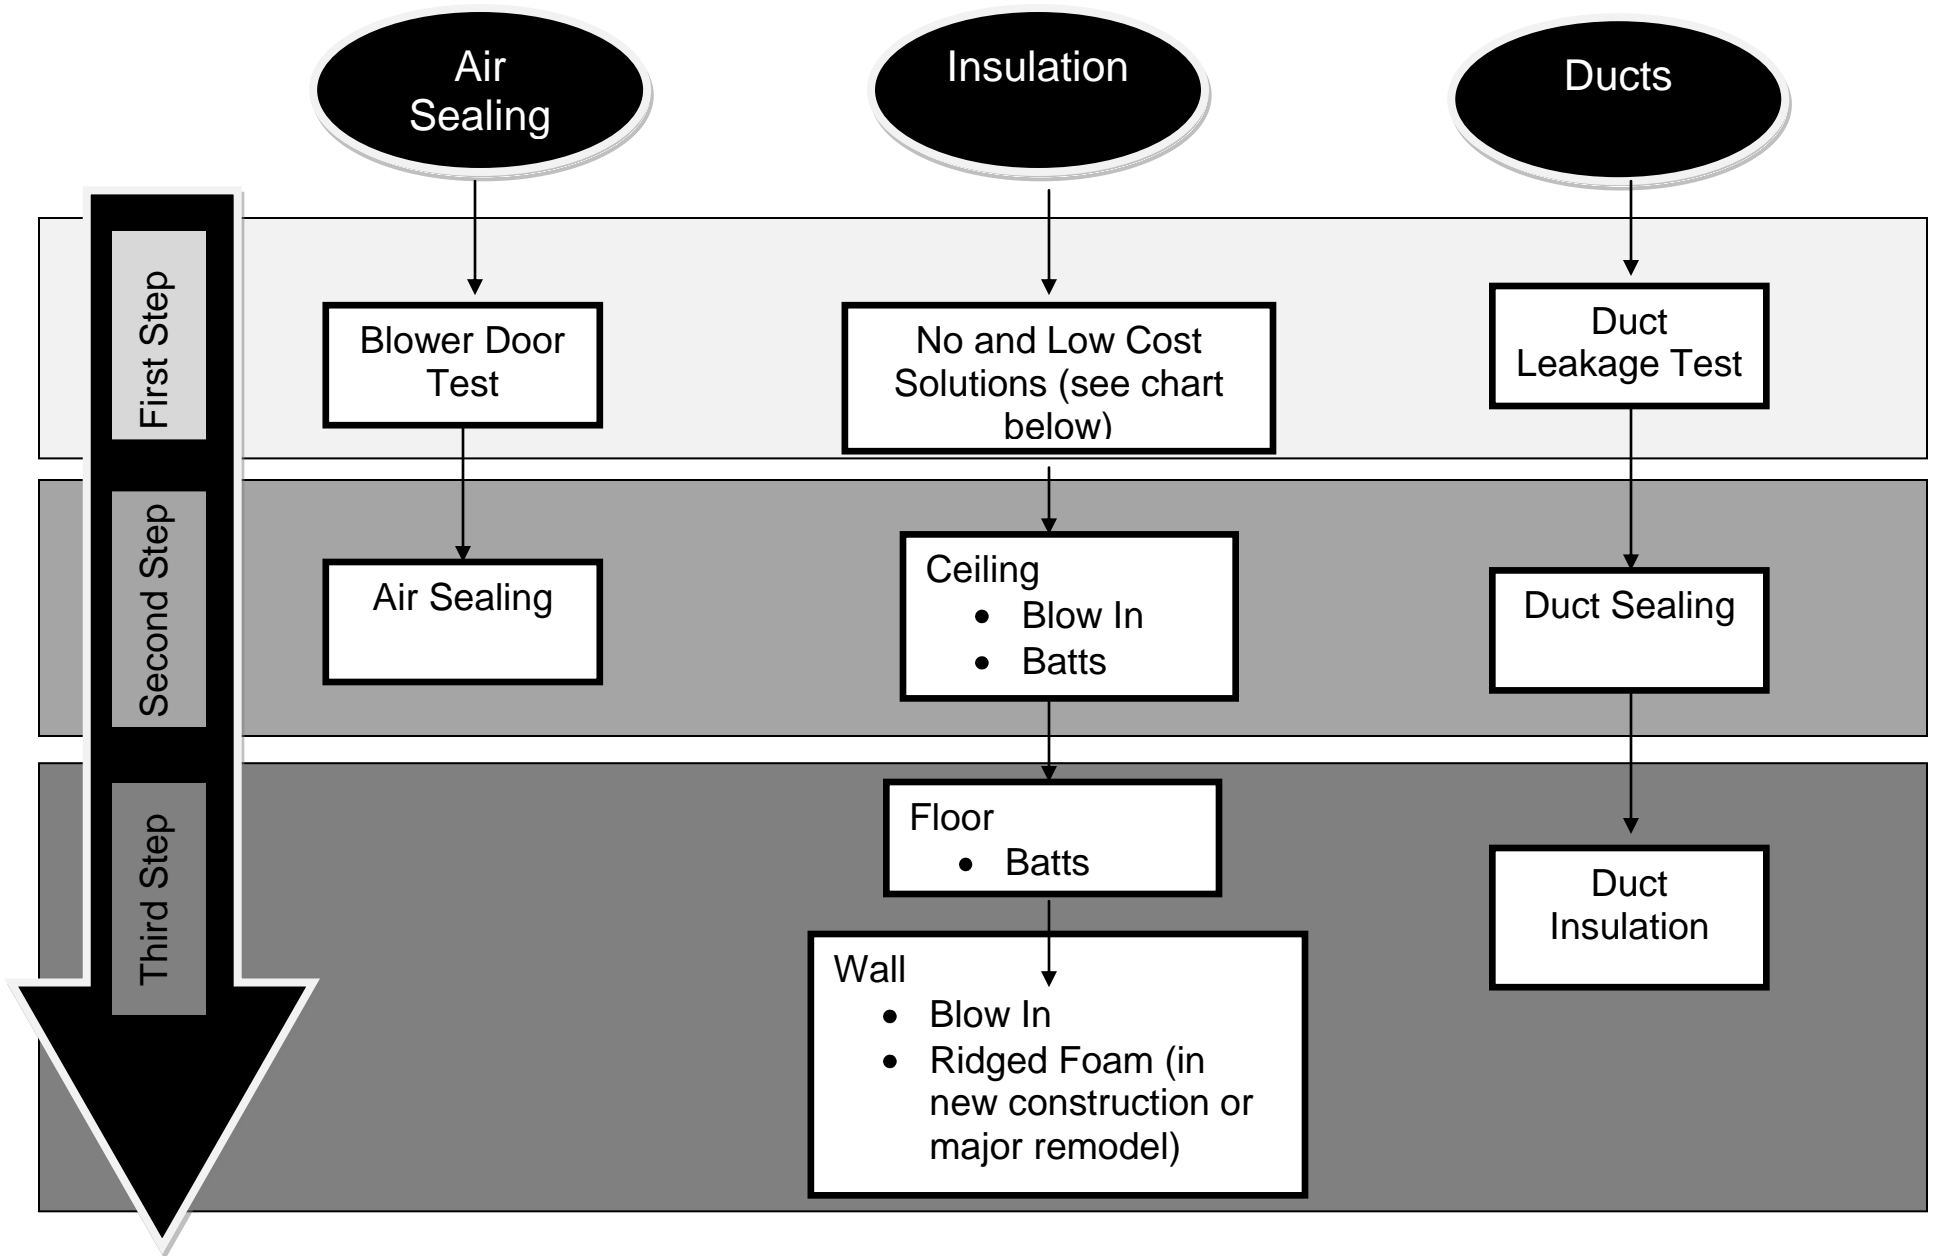 Air
Sealing
Insulation
Ducts
First Step
Blower Door
Test
No and Low Cost
Solutions (see chart
below)
Duct
Leakage Test
Second Step
Air Sealing
Ceiling
• Blow In
• Batts
Duct Sealing
Third Step
Floor
• Batts
Duct
Insulation
Wall
• Blow In
• Ridged Foam (in
new construction or
major remodel)